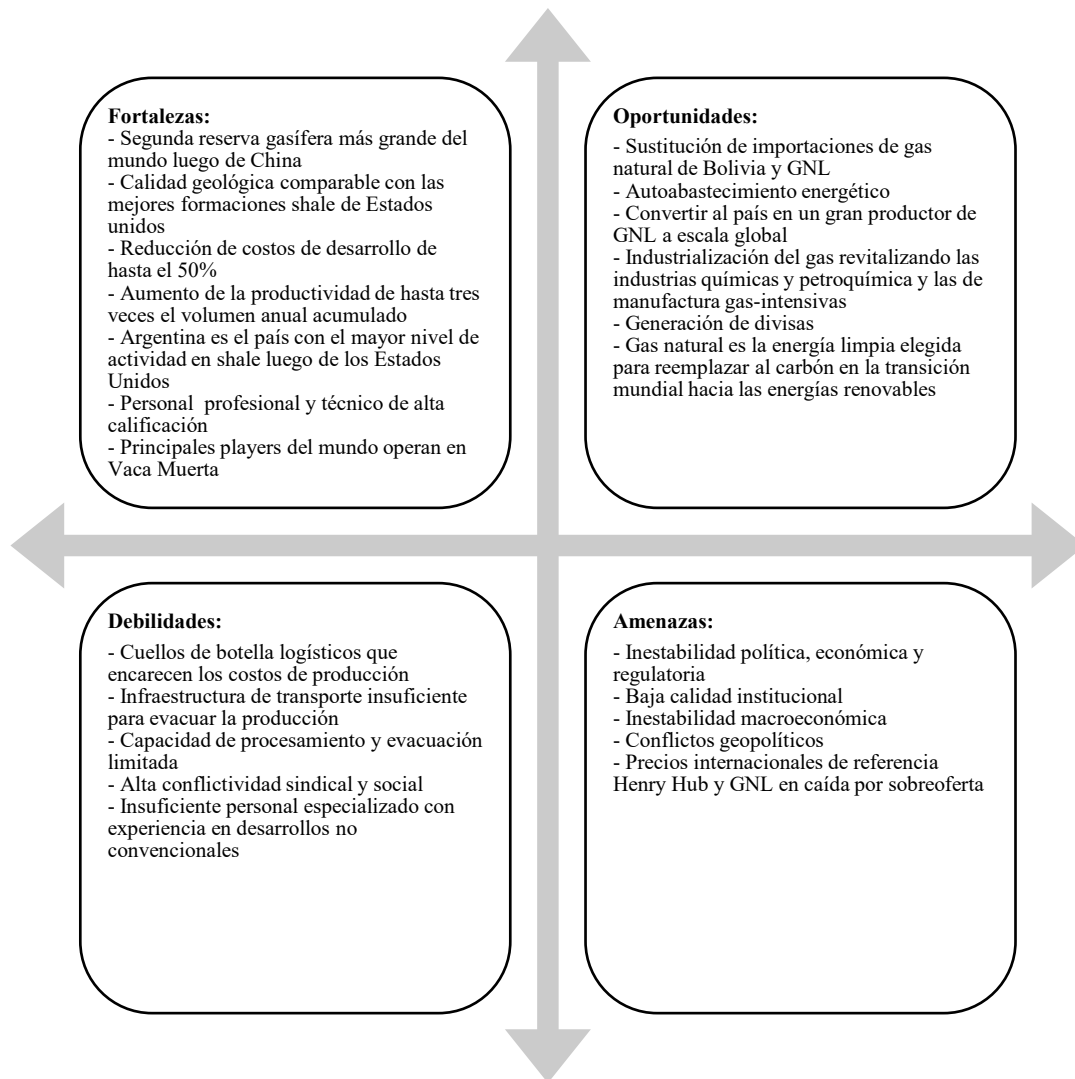 Fortalezas:
- Segunda reserva gasífera más grande del
mundo luego de China
- Calidad geológica comparable con las
mejores formaciones shale de Estados
unidos
- Reducción de costos de desarrollo de
hasta el 50%
- Aumento de la productividad de hasta tres
veces el volumen anual acumulado
- Argentina es el país con el mayor nivel de
actividad en shale luego de los Estados
Unidos
- Personal  profesional y técnico de alta
calificación
- Principales players del mundo operan en
Vaca Muerta
Oportunidades:
- Sustitución de importaciones de gas
natural de Bolivia y GNL
- Autoabastecimiento energético
- Convertir al país en un gran productor de
GNL a escala global
- Industrialización del gas revitalizando las
industrias químicas y petroquímica y las de
manufactura gas-intensivas
- Generación de divisas
- Gas natural es la energía limpia elegida
para reemplazar al carbón en la transición
mundial hacia las energías renovables
Debilidades:
- Cuellos de botella logísticos que
encarecen los costos de producción
- Infraestructura de transporte insuficiente
para evacuar la producción
- Capacidad de procesamiento y evacuación
limitada
- Alta conflictividad sindical y social
- Insuficiente personal especializado con
experiencia en desarrollos no
convencionales
Amenazas:
- Inestabilidad política, económica y
regulatoria
- Baja calidad institucional
- Inestabilidad macroeconómica
- Conflictos geopolíticos
- Precios internacionales de referencia
Henry Hub y GNL en caída por sobreoferta